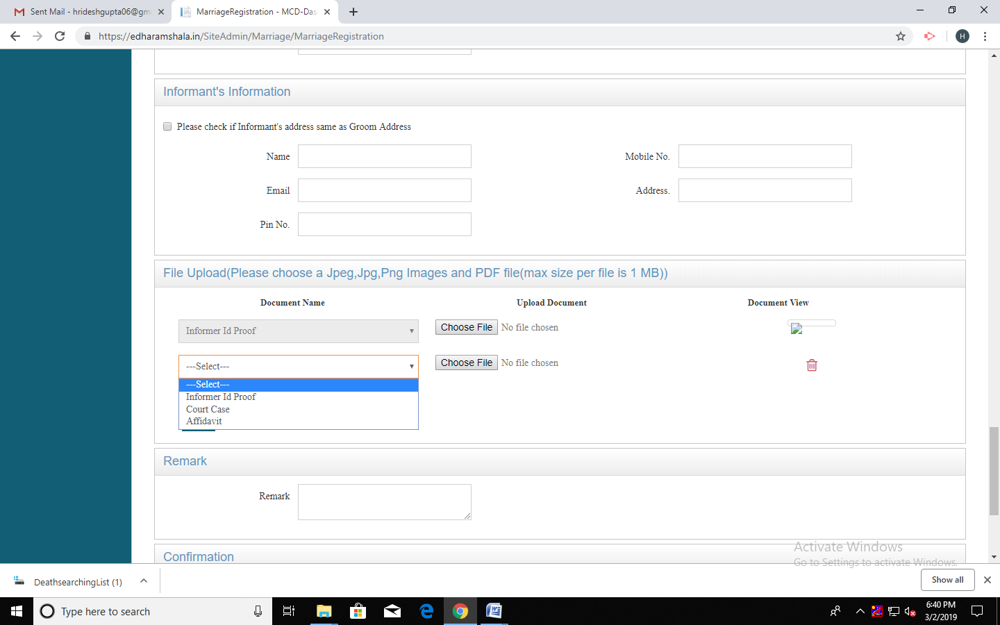 Sent Mail - hrideshgupta06@gm
MarriageRegistration - MCD-Das
https://edharamshala.in/SiteAdmin/Marriage/MarriageRegistration
H
Informant's Information
Please check if Informant's address same as Groom Address
Name
Mobile No.
Email
Address.
Pin No.
File Upload(Please choose a Jpeg,Jpg,Png Images and PDF file(max size per file is 1 MB))
Document Name Upload Document Document View
Informer Id Proof
Choose File No file chosen
---Select---
Choose File No file chosen
---Select---
Informer Id Proof
Court Case
Affidavit
Remark
Remark
Confirmation
Activate Windows
Go to Settings to activate Windows.
DeathsearchingList (1)
Show all
Type here to search
6:40 PM
3/2/2019